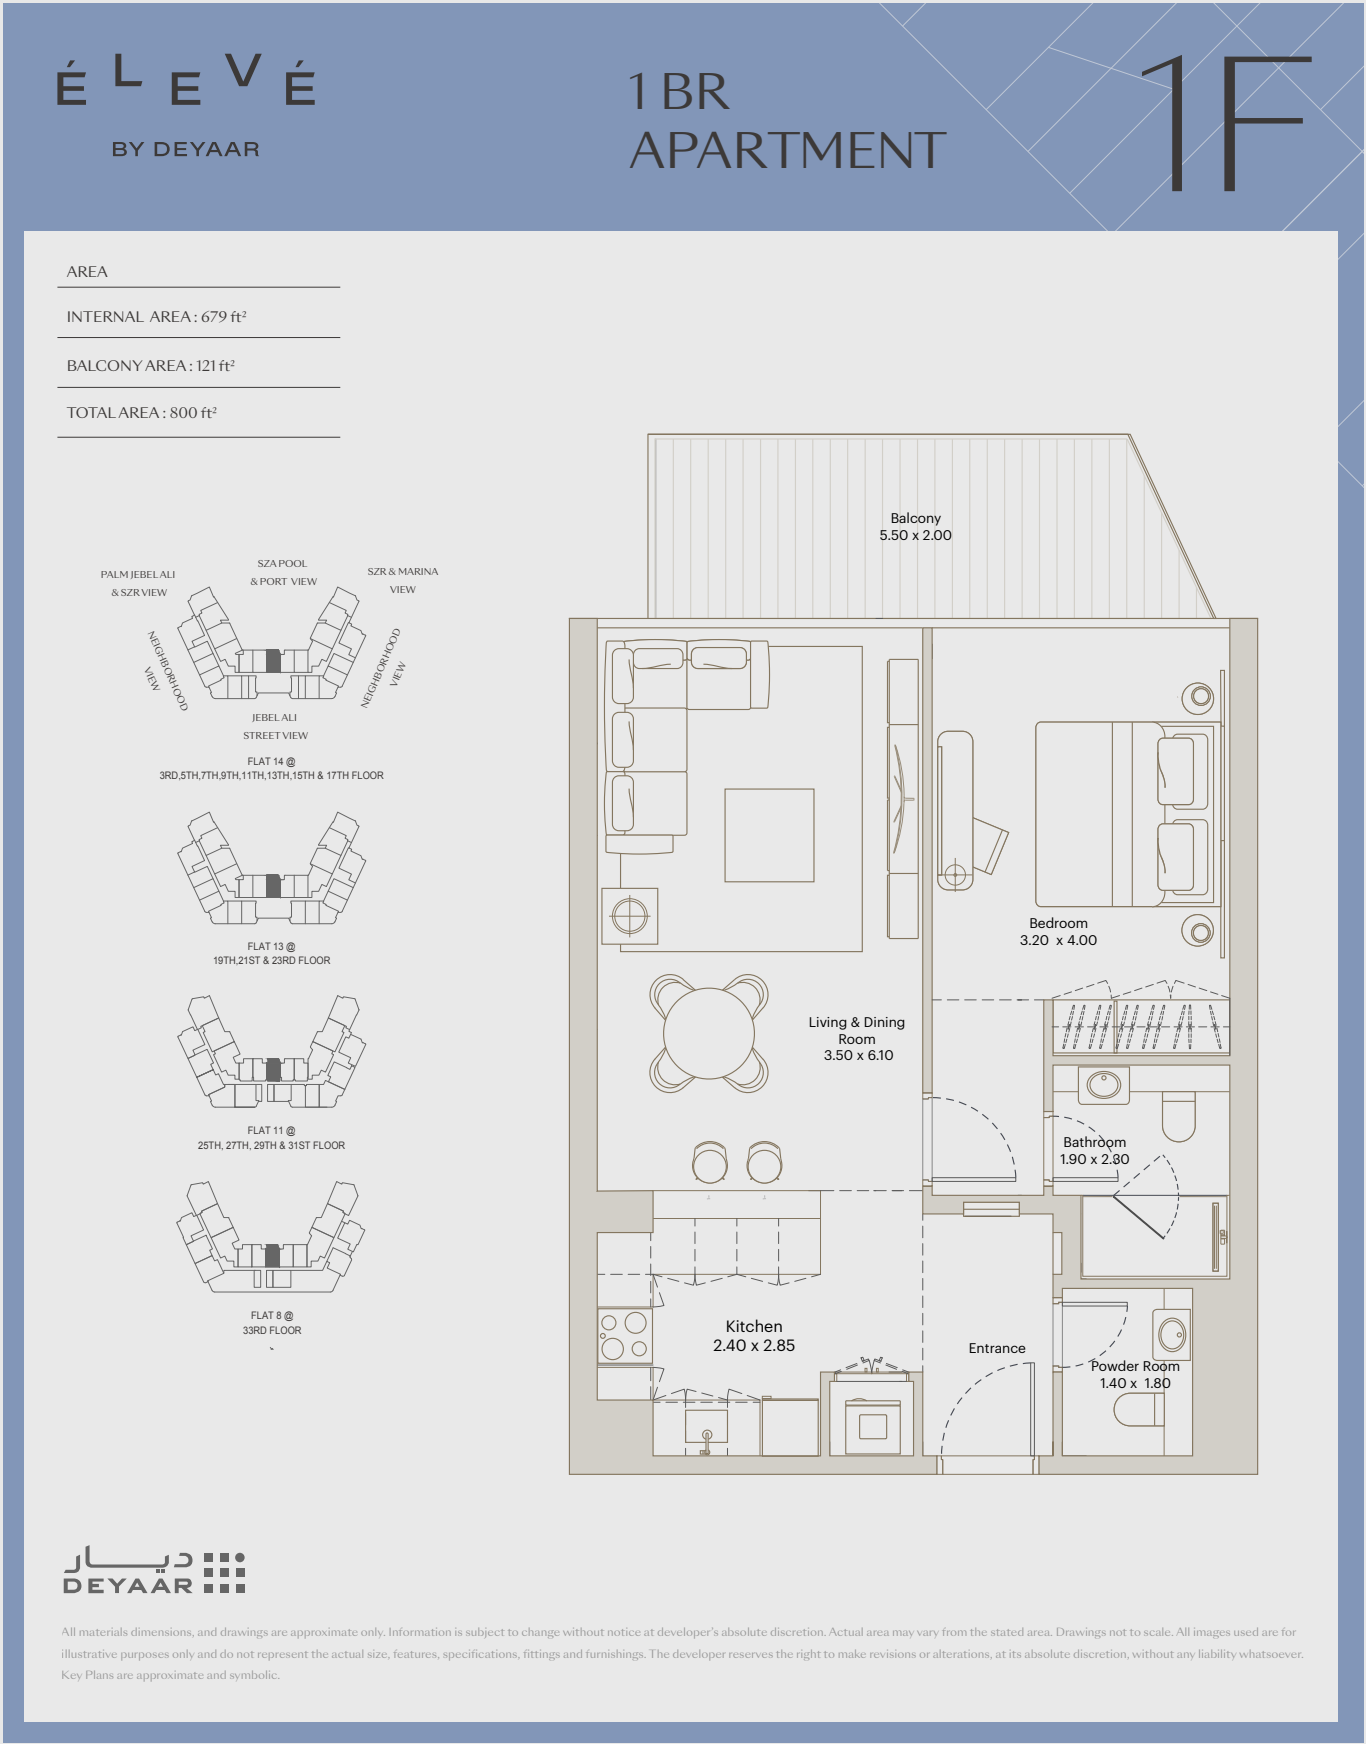 ÉLEVÉ
BY DEYAAR
1 BR
APARTMENT
1F
AREA
INTERNAL AREA : 679 ft²
BALCONY AREA : 121 ft²
TOTAL AREA : 800 ft²
PALM JEBEL ALI
& SZR VIEW
SZA POOL
& PORT VIEW
SZR & MARINA
VIEW
NEIGHBORHOOD
VIEW
NEIGHBORHOOD
VIEW
JEBEL ALI
STREET VIEW
FLAT 14 @
3RD,5TH,7TH,9TH,11TH,13TH,15TH & 17TH FLOOR
FLAT 13 @
19TH,21ST & 23RD FLOOR
FLAT 11 @
25TH, 27TH, 29TH & 31ST FLOOR
FLAT 8 @
33RD FLOOR
Balcony
5.50 x 2.00
Bedroom
3.20 x 4.00
Living & Dining
Room
3.50 x 6.10
Bathroom
1.90 x 2.30
Kitchen
2.40 x 2.85
Entrance
Powder Room
1.40 x 1.80
ديار
DEYAAR
All materials dimensions, and drawings are approximate only. Information is subject to change without notice at developer's absolute discretion. Actual area may vary from the stated area. Drawings not to scale. All images used are for
illustrative purposes only and do not represent the actual size, features, specifications, fittings and furnishings. The developer reserves the right to make revisions or alterations, at its absolute discretion, without any liability whatsoever.
Key Plans are approximate and symbolic.